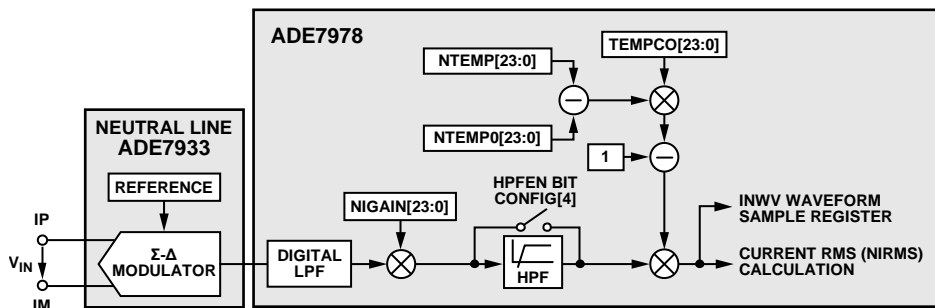 ADE7978
TEMPCO[23:0]
NTEMP[23:0]
NTEMP0[23:0]
NEUTRAL LINE
ADE7933
REFERENCE
1
HPFEN BIT
CONFIG[4]
NIGAIN[23:0]
INWV WAVEFORM
SAMPLE REGISTER
IP
VIN
IM
Σ-Δ
MODULATOR
DIGITAL
LPF
HPF
CURRENT RMS (NIRMS)
CALCULATION